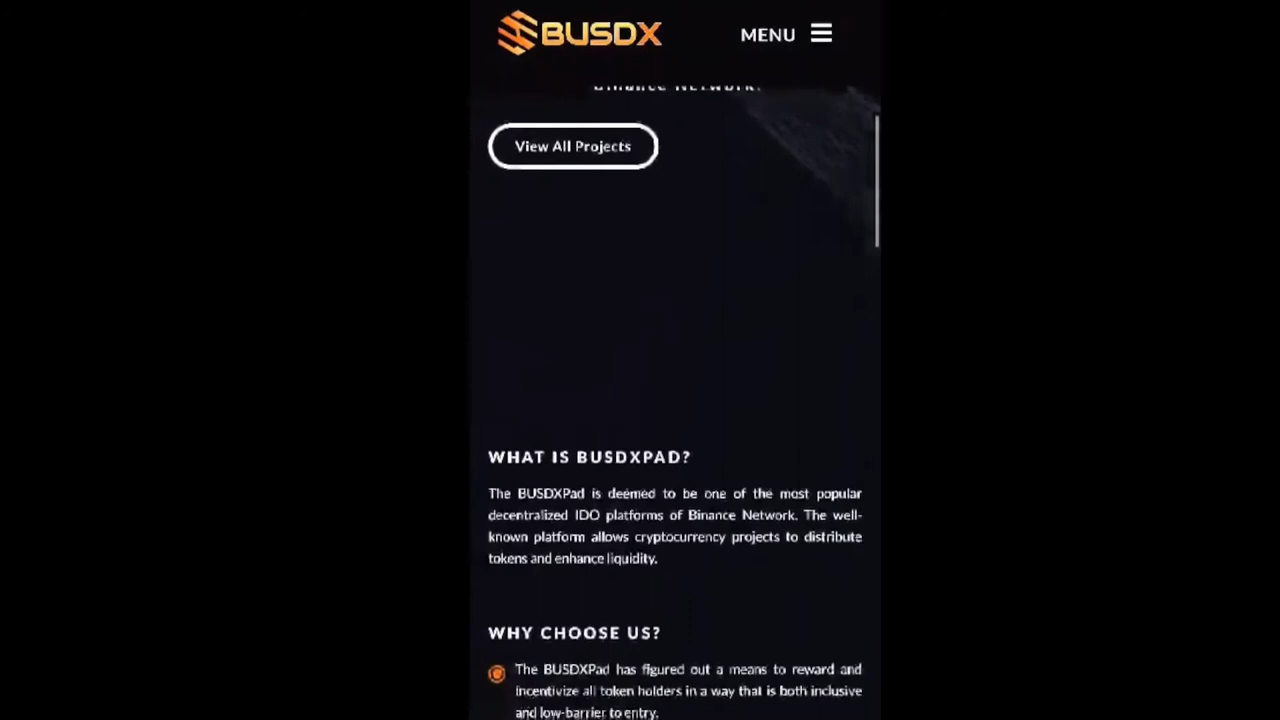 BUSDX
MENU
Binance Network.
View All Projects
WHAT IS BUSDXPAD?
The BUSDXPad is deemed to be one of the most popular
decentralized IDO platforms of Binance Network. The well-
known platform allows cryptocurrency projects to distribute
tokens and enhance liquidity.
WHY CHOOSE US?
The BUSDXPad has figured out a means to reward and
incentivize all token holders in a way that is both inclusive
and low-barrier to entry.